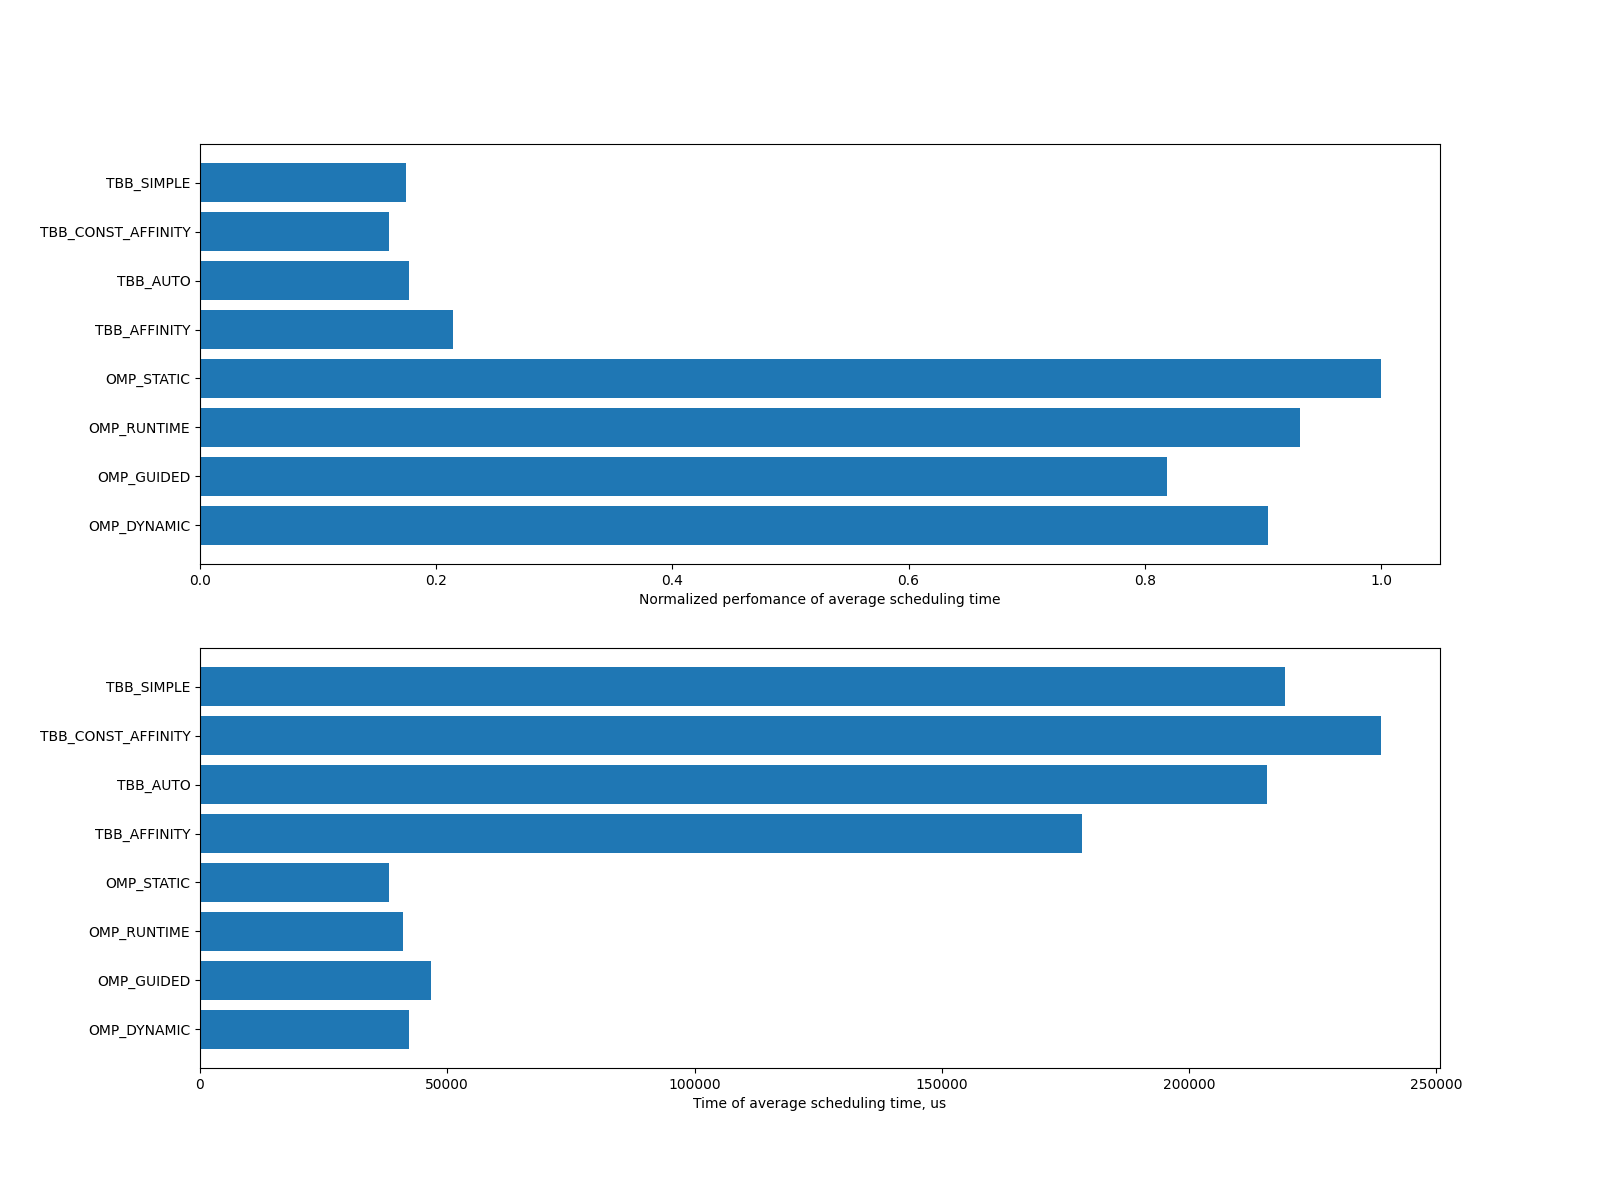 TBB_SIMPLE
TBB_CONST_AFFINITY
TBB_AUTO
TBB_AFFINITY
OMP_STATIC
OMP_RUNTIME
OMP_GUIDED
OMP_DYNAMIC
0.0 0.2 0.4 0.6 0.8 1.0
Normalized perfomance of average scheduling time
TBB_SIMPLE
TBB_CONST_AFFINITY
TBB_AUTO
TBB_AFFINITY
OMP_STATIC
OMP_RUNTIME
OMP_GUIDED
OMP_DYNAMIC
0 50000 100000 150000 200000 250000
Time of average scheduling time, us